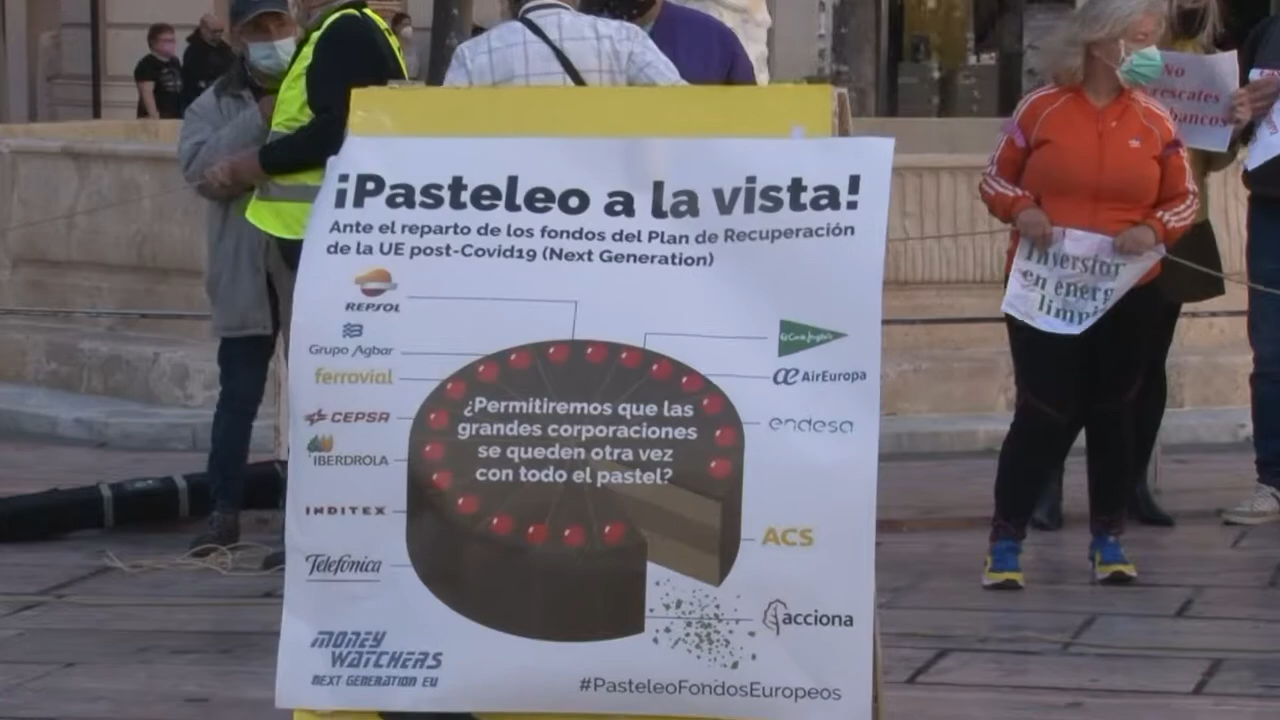 ¡Pasteleo a la vista!
Ante el reparto de los fondos del Plan de Recuperación
de la UE post-Covid19 (Next Generation)
REPSOL
Grupo Agbar
ferrovial
CEPSA
IBERDROLA
INDITEX
Telefónica
¿Permitiremos que las
grandes corporaciones
se queden otra vez
con todo el pastel?
El Corte Inglés
AirEuropa
endesa
ACS
acciona
MONEY
WATCHERS
NEXT GENERATION EU
#PasteleoFondosEuropeos
Inversión
en energ
limpi
No
rescates
bancos